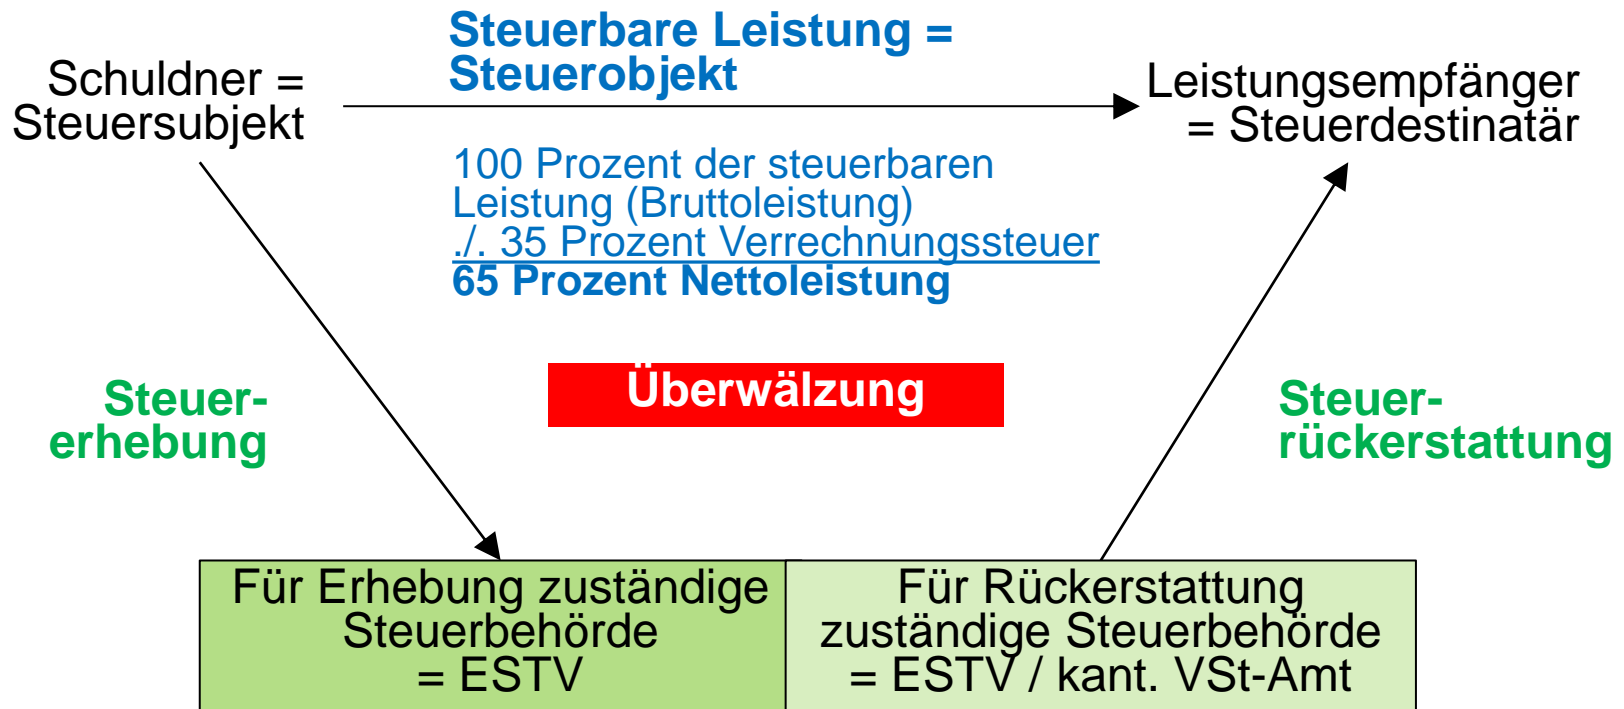 Steuerbare Leistung =
Steuerobjekt
Schuldner =
Steuersubjekt
Leistungsempfänger
= Steuerdestinatär
100 Prozent der steuerbaren
Leistung (Bruttoleistung)
./. 35 Prozent Verrechnungssteuer
65 Prozent Nettoleistung
Überwälzung
Steuer-
erhebung
Steuer-
rückerstattung
Für Erhebung zuständige
Steuerbehörde
= ESTV
Für Rückerstattung
zuständige Steuerbehörde
= ESTV / kant. VSt-Amt